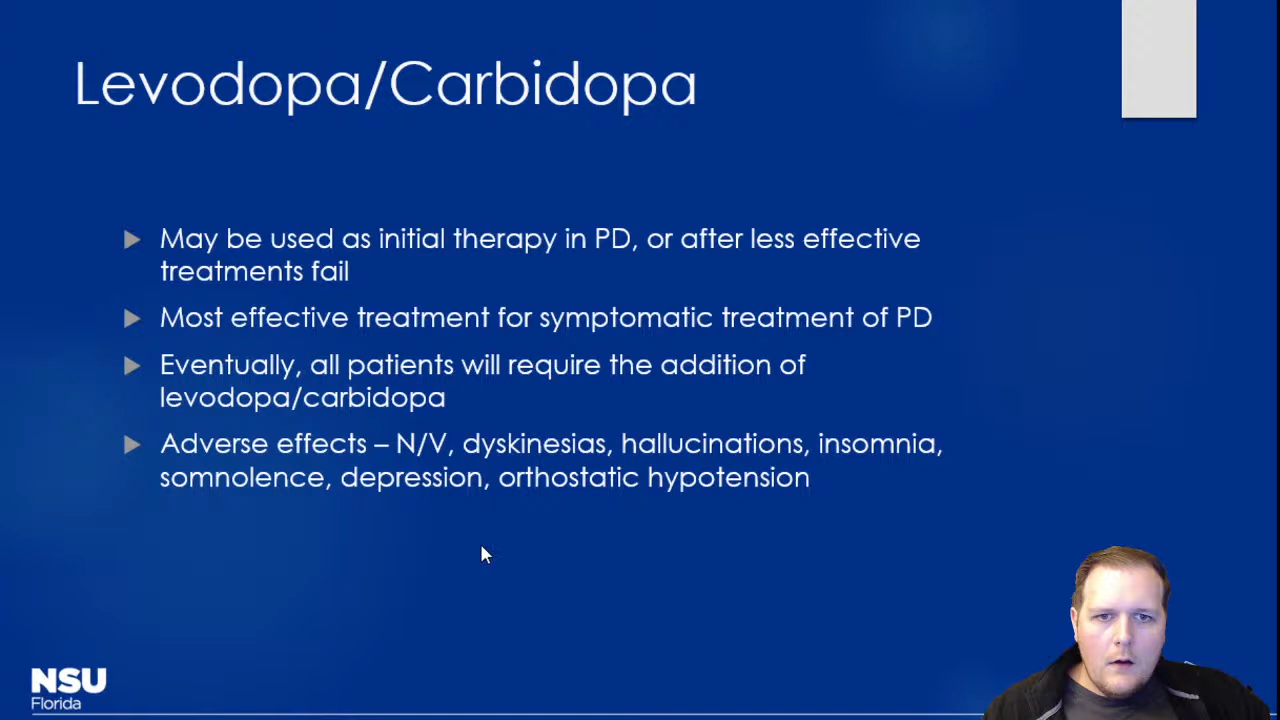 Levodopa/Carbidopa
May be used as initial therapy in PD, or after less effective
treatments fail
Most effective treatment for symptomatic treatment of PD
Eventually, all patients will require the addition of
levodopa/carbidopa
Adverse effects – N/V, dyskinesias, hallucinations, insomnia,
somnolence, depression, orthostatic hypotension
NSU
Florida